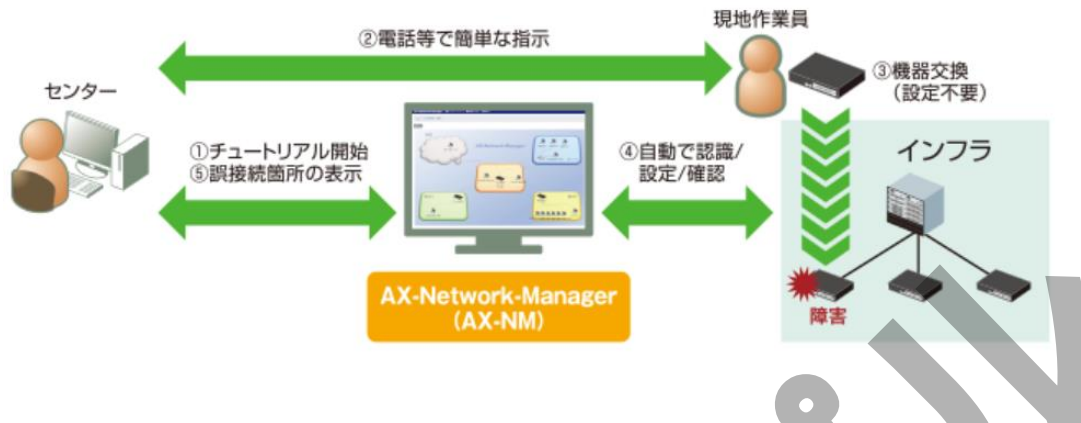 現地作業員
②電話等で簡単な指示
③機器交換
(設定不要)
センター
①チュートリアル開始
⑤誤接続箇所の表示
④自動で認識/
設定/確認
インフラ
AX-Network-Manager
(AX-NM)
障害